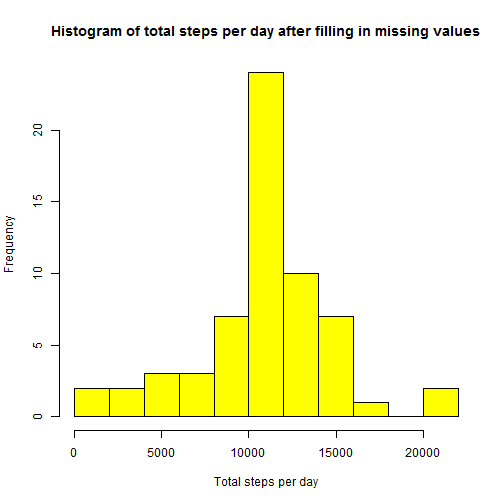 Histogram of total steps per day after filling in missing values
20
15
10
5
0
Frequency
0 5000 10000 15000 20000
Total steps per day